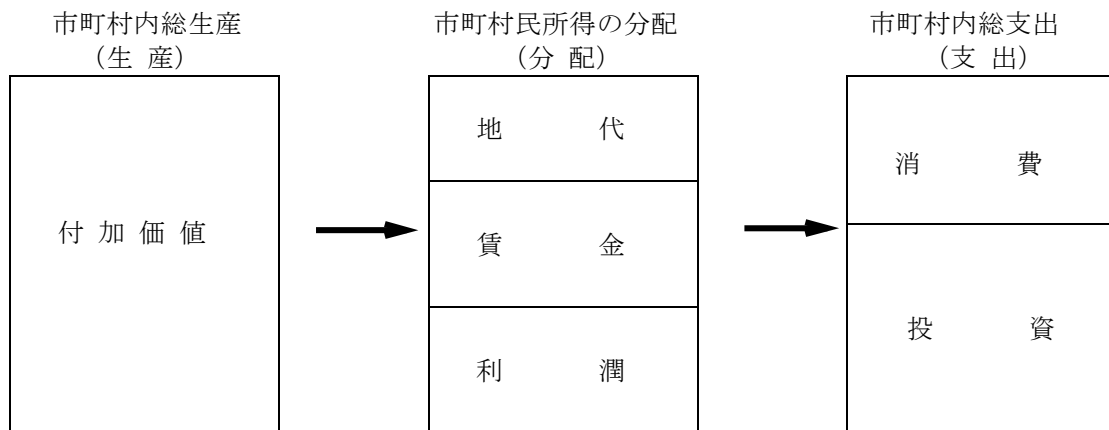 市町村内総生産
（生 産）
付 加 価 値
市町村民所得の分配
（分 配）
地 代
賃 金
利 潤
市町村内総支出
（支 出）
消 費
投 資